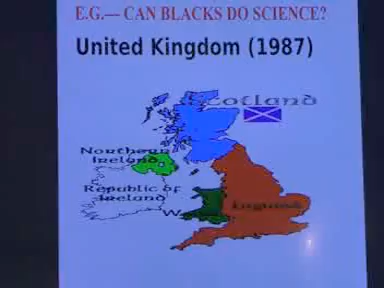 E.G.— CAN BLACKS DO SCIENCE?
United Kingdom (1987)
Scotland
Northern
Ireland
Republic of
Ireland
W
England